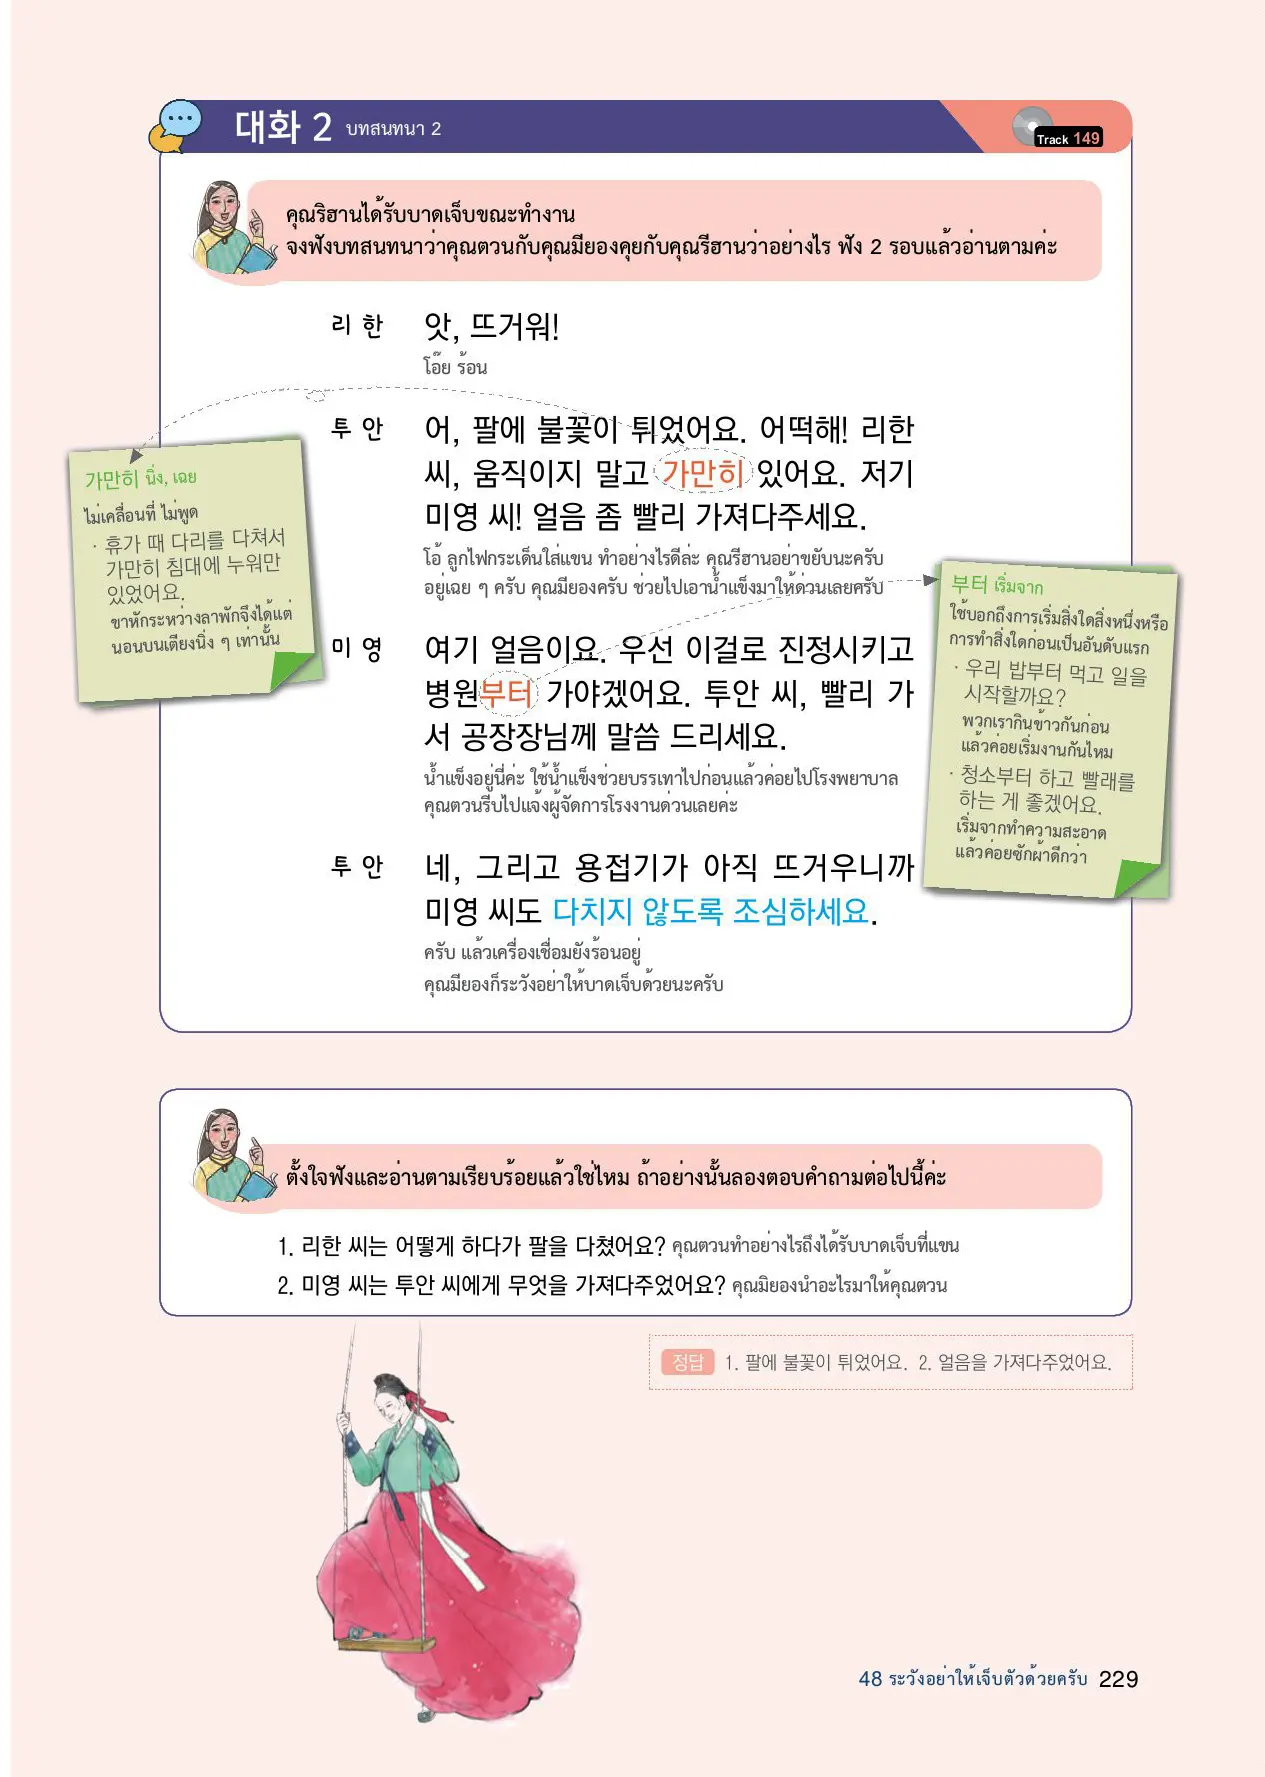 대화 2 บทสนทนา 2
Track 149
คุณริฮานได้รับบาดเจ็บขณะทำงาน
จงฟังบทสนทนาว่าคุณตวนกับคุณมียองคุยกับคุณรีฮานว่าอย่างไร ฟัง 2 รอบแล้วอ่านตามค่ะ
리 한 앗, 뜨거워!
โอ๊ย ร้อน
투 안 어, 팔에 불꽃이 튀었어요. 어떡해! 리한
씨, 움직이지 말고 가만히 있어요. 저기
미영 씨! 얼음 좀 빨리 가져다주세요.
โอ้ ลูกไฟกระเด็นใส่แขน ทำอย่างไรดีล่ะ คุณรีฮานอย่าขยับนะครับ
อยู่เฉย ๆ ครับ คุณมียองครับ ช่วยไปเอาน้ำแข็งมาให้ด่วนเลยครับ
가만히 นิ่ง, เฉย
ไม่เคลื่อนที่ ไม่พูด
· 휴가 때 다리를 다쳐서
가만히 침대에 누워만
있었어요.
ขาหักระหว่างลาพักจึงได้แต่
นอนบนเตียงนิ่ง ๆ เท่านั้น
미 영 여기 얼음이요. 우선 이걸로 진정시키고
병원부터 가야겠어요. 투안 씨, 빨리 가
서 공장장님께 말씀 드리세요.
น้ำแข็งอยู่นี่ค่ะ ใช้น้ำแข็งช่วยบรรเทาไปก่อนแล้วค่อยไปโรงพยาบาล
คุณตวนรีบไปแจ้งผู้จัดการโรงงานด่วนเลยค่ะ
부터 เริ่มจาก
ใช้บอกถึงการเริ่มสิ่งใดสิ่งหนึ่งหรือ
การทำสิ่งใดก่อนเป็นอันดับแรก
· 우리 밥부터 먹고 일을
시작할까요?
พวกเรากินข้าวกันก่อน
แล้วค่อยเริ่มงานกันไหม
· 청소부터 하고 빨래를
하는 게 좋겠어요.
เริ่มจากทำความสะอาด
แล้วค่อยซักผ้าดีกว่า
투 안 네, 그리고 용접기가 아직 뜨거우니까
미영 씨도 다치지 않도록 조심하세요.
ครับ แล้วเครื่องเชื่อมยังร้อนอยู่
คุณมียองก็ระวังอย่าให้บาดเจ็บด้วยนะครับ
ตั้งใจฟังและอ่านตามเรียบร้อยแล้วใช่ไหม ถ้าอย่างนั้นลองตอบคำถามต่อไปนี้ค่ะ
1. 리한 씨는 어떻게 하다가 팔을 다쳤어요? คุณตวนทำอย่างไรถึงได้รับบาดเจ็บที่แขน
2. 미영 씨는 투안 씨에게 무엇을 가져다주었어요? คุณมิยองนำอะไรมาให้คุณตวน
정답 1. 팔에 불꽃이 튀었어요. 2. 얼음을 가져다주었어요.
48 ระวังอย่าให้เจ็บตัวด้วยครับ 229